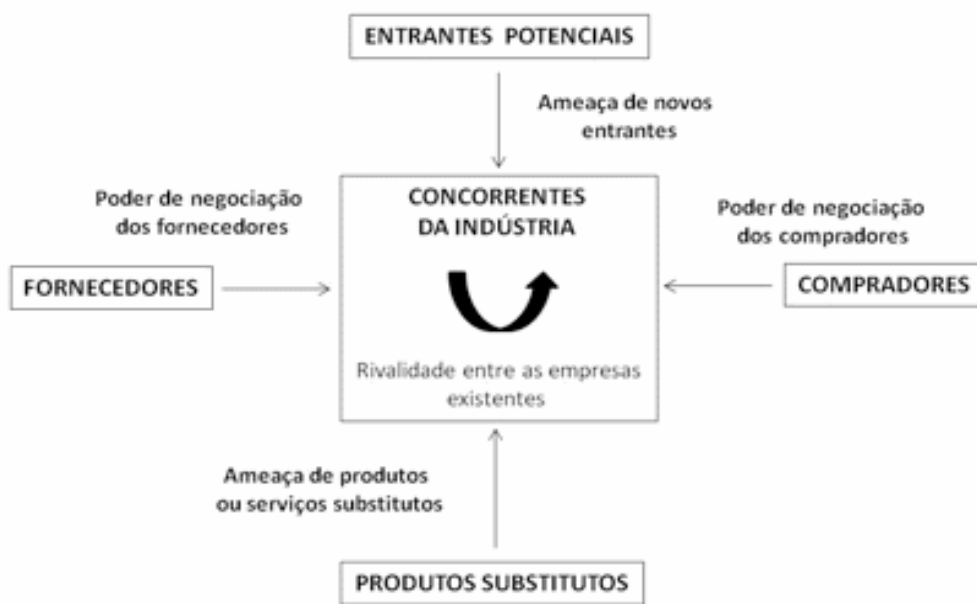 ENTRANTES POTENCIAIS
Ameaça de novos
entrantes
Poder de negociação
dos fornecedores
CONCORRENTES
DA INDÚSTRIA
Poder de negociação
dos compradores
FORNECEDORES
COMPRADORES
Rivalidade entre as empresas
existentes
Ameaça de produtos
ou serviços substitutos
PRODUTOS SUBSTITUTOS